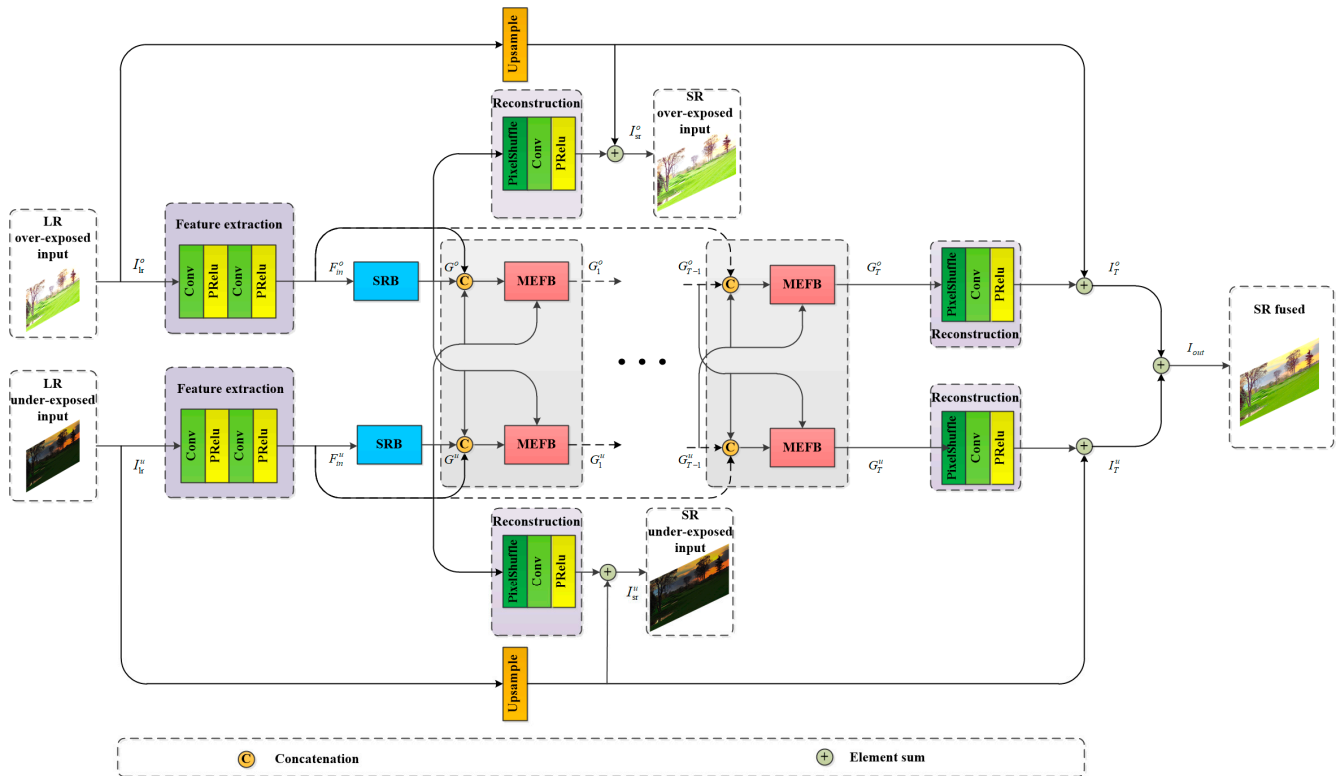 Upsample
Reconstruction
PixelShuffle
Conv
PRelu
I_sr^o
SR
over-exposed
input
LR
over-exposed
input
I_lr^o
Feature extraction
Conv
PRelu
Conv
PRelu
F_in^o
SRB
G^o
C
MEFB
G_1^o
G_{T-1}^o
C
MEFB
G_T^o
PixelShuffle
Conv
PRelu
Reconstruction
+
I_T^o
SR fused
I_out
+
• • •
LR
under-exposed
input
I_lr^u
Feature extraction
Conv
PRelu
Conv
PRelu
F_in^u
SRB
G^u
C
MEFB
G_1^u
G_{T-1}^u
C
MEFB
G_T^u
Reconstruction
PixelShuffle
Conv
PRelu
+
I_T^u
Reconstruction
PixelShuffle
Conv
PRelu
+
I_sr^u
SR
under-exposed
input
Upsample
C Concatenation
+ Element sum